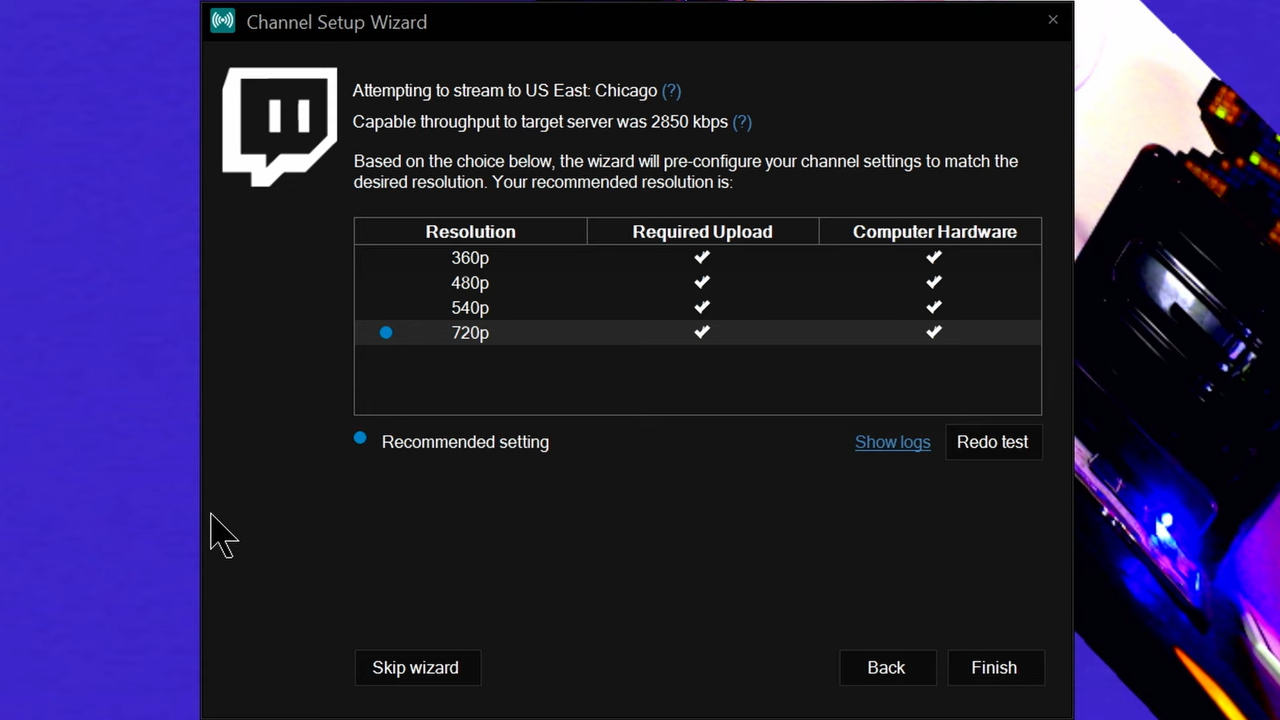 Channel Setup Wizard
Attempting to stream to US East: Chicago (?)
Capable throughput to target server was 2850 kbps (?)
Based on the choice below, the wizard will pre-configure your channel settings to match the
desired resolution. Your recommended resolution is:
Resolution Required Upload Computer Hardware
360p
480p
540p
720p
Recommended setting Show logs Redo test
Skip wizard Back Finish